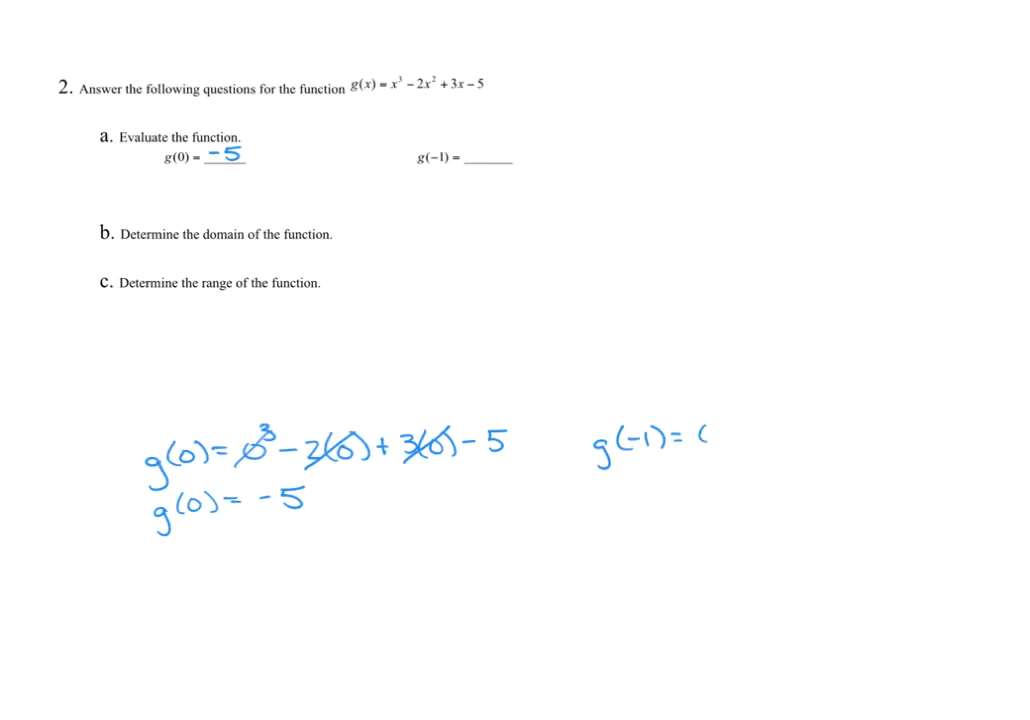 2. Answer the following questions for the function g(x) = x³ − 2x² + 3x − 5
a. Evaluate the function.
g(0) = -5 g(−1) = ______
b. Determine the domain of the function.
c. Determine the range of the function.
g(0) = 0³ - 2(0) + 3(0) - 5 g(-1) = (
g(0) = -5